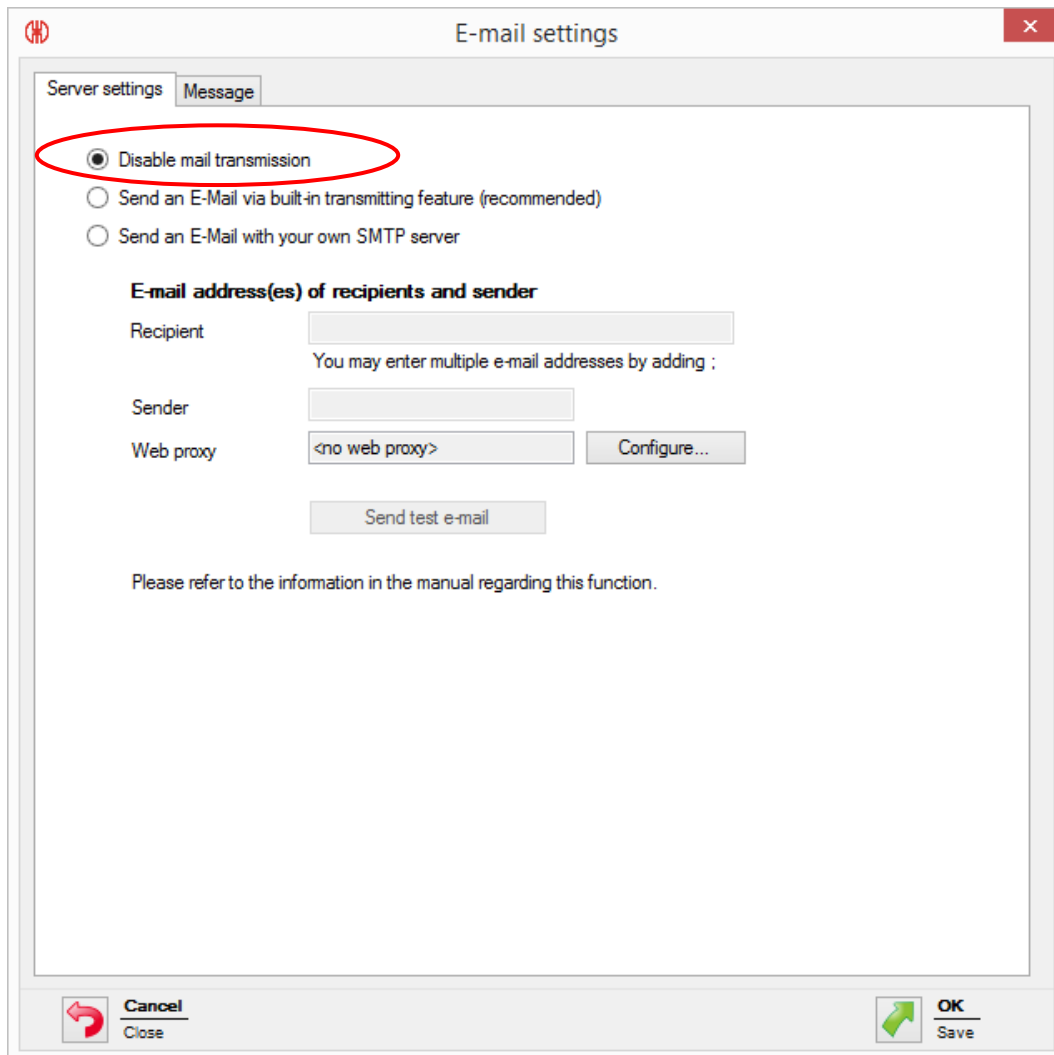 E-mail settings
Server settings
Message
Disable mail transmission
Send an E-Mail via built-in transmitting feature (recommended)
Send an E-Mail with your own SMTP server
E-mail address(es) of recipients and sender
Recipient
You may enter multiple e-mail addresses by adding ;
Sender
Web proxy <no web proxy> Configure...
Send test e-mail
Please refer to the information in the manual regarding this function.
Cancel
Close
OK
Save